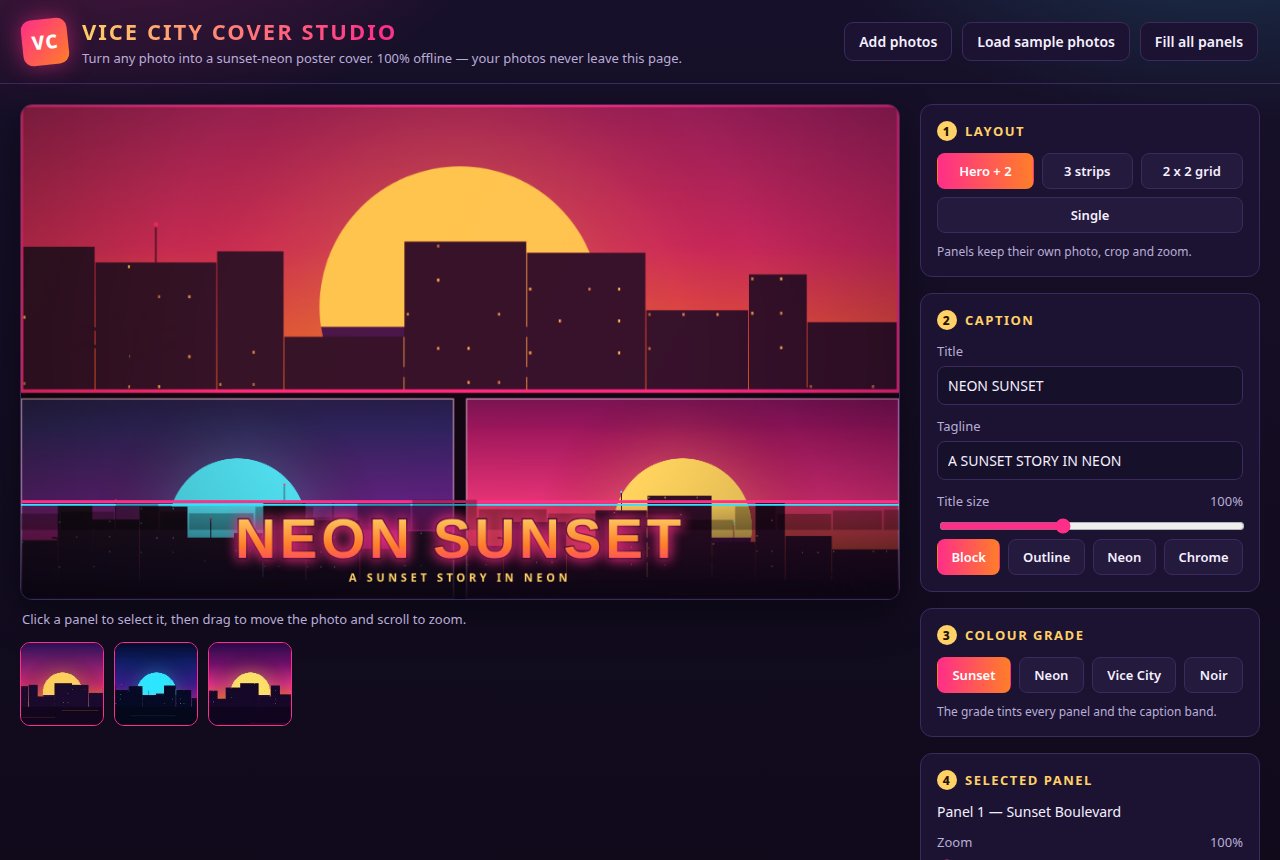 VC
VICE CITY COVER STUDIO
Turn any photo into a sunset-neon poster cover. 100% offline — your photos never leave this page.
Add photos
Load sample photos
Fill all panels
NEON SUNSET
A SUNSET STORY IN NEON
Click a panel to select it, then drag to move the photo and scroll to zoom.
1 LAYOUT
Hero + 2
3 strips
2 x 2 grid
Single
Panels keep their own photo, crop and zoom.
2 CAPTION
Title
NEON SUNSET
Tagline
A SUNSET STORY IN NEON
Title size 100%
Block
Outline
Neon
Chrome
3 COLOUR GRADE
Sunset
Neon
Vice City
Noir
The grade tints every panel and the caption band.
4 SELECTED PANEL
Panel 1 — Sunset Boulevard
Zoom 100%